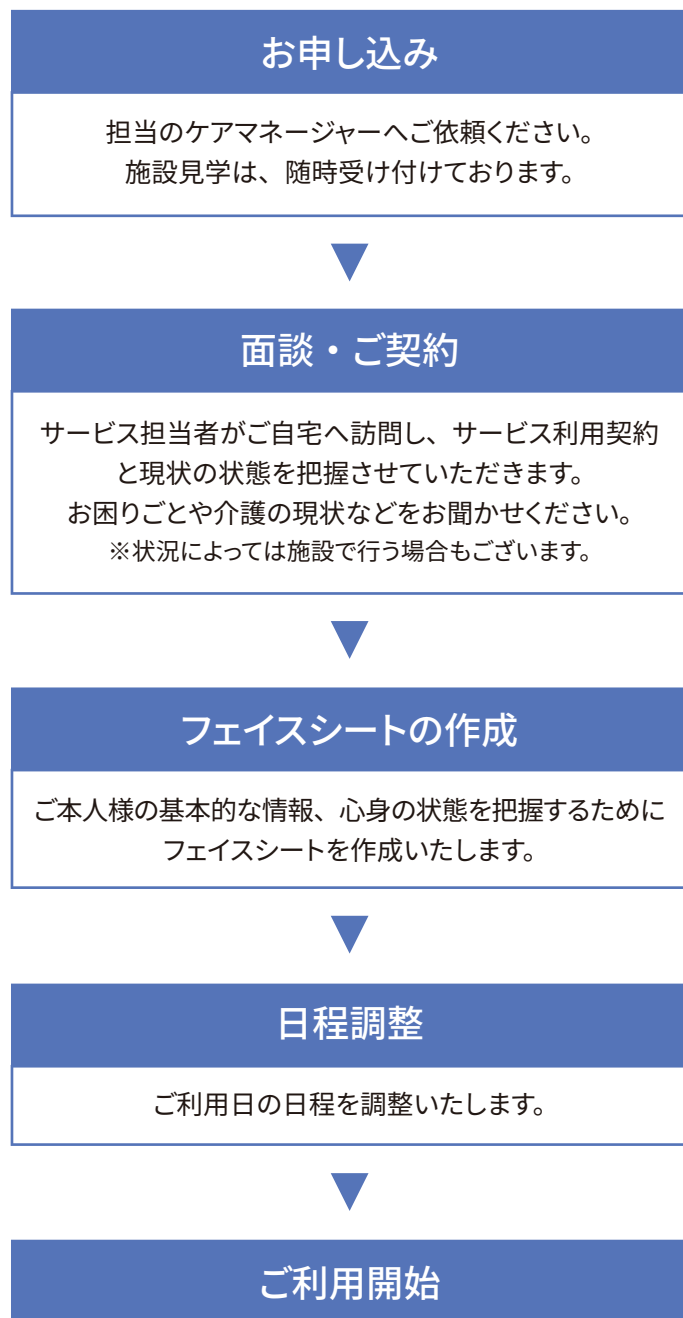 お申し込み
担当のケアマネージャーへご依頼ください。
施設見学は、随時受け付けております。
面談・ご契約
サービス担当者がご自宅へ訪問し、サービス利用契約
と現状の状態を把握させていただきます。
お困りごとや介護の現状などをお聞かせください。
※状況によっては施設で行う場合もございます。
フェイスシートの作成
ご本人様の基本的な情報、心身の状態を把握するために
フェイスシートを作成いたします。
日程調整
ご利用日の日程を調整いたします。
ご利用開始